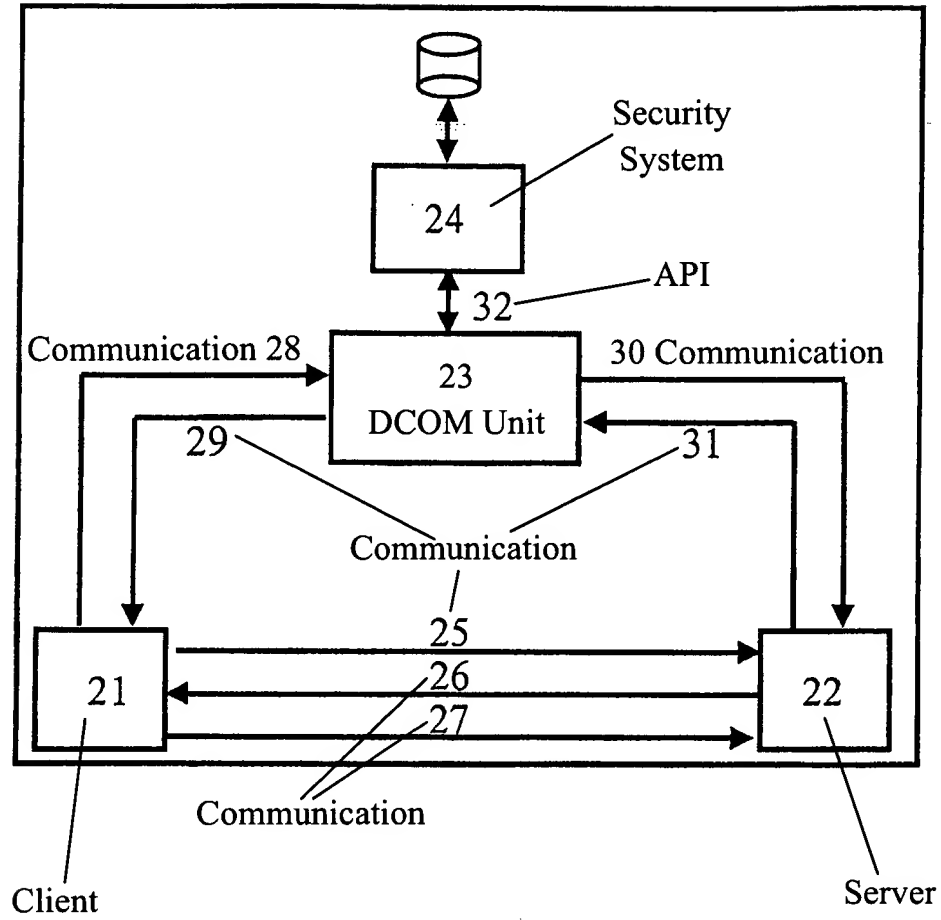 Security
System
24
API
32
Communication 28
30 Communication
23
DCOM Unit
29
31
Communication
25
26
27
21
22
Communication
Client
Server